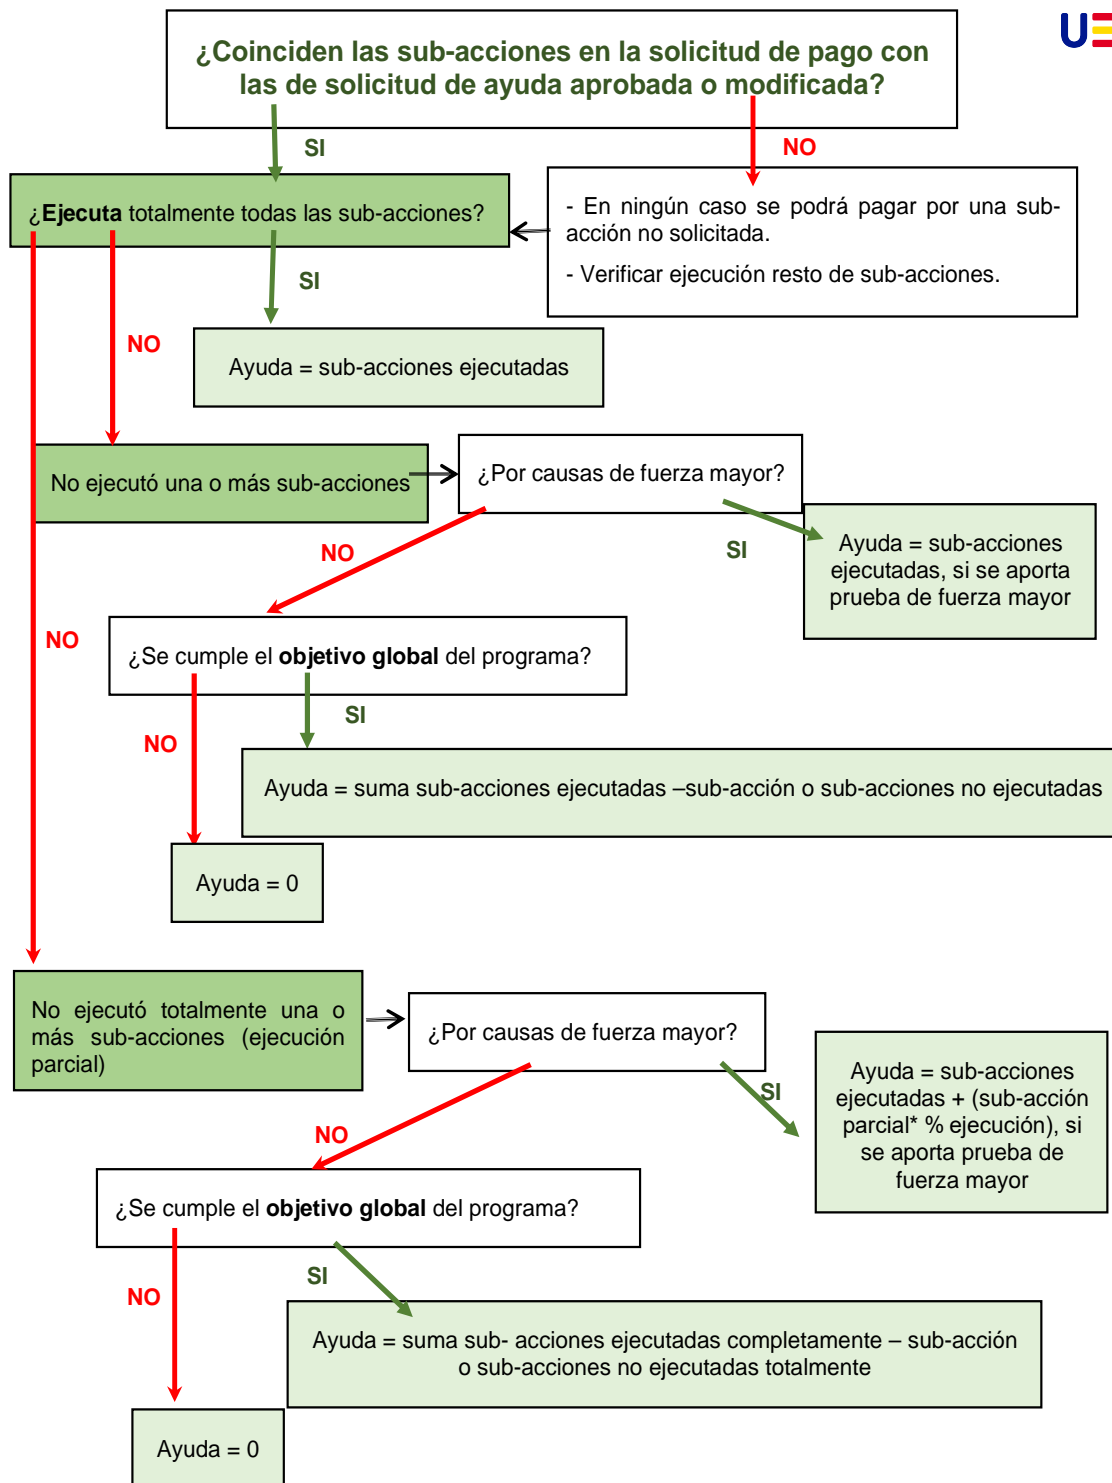 UE
¿Coinciden las sub-acciones en la solicitud de pago con
las de solicitud de ayuda aprobada o modificada?
SI
NO
¿Ejecuta totalmente todas las sub-acciones?
- En ningún caso se podrá pagar por una sub-
acción no solicitada.
- Verificar ejecución resto de sub-acciones.
SI
NO
Ayuda = sub-acciones ejecutadas
No ejecutó una o más sub-acciones
¿Por causas de fuerza mayor?
NO
SI
Ayuda = sub-acciones
ejecutadas, si se aporta
prueba de fuerza mayor
NO
¿Se cumple el objetivo global del programa?
SI
NO
Ayuda = suma sub-acciones ejecutadas –sub-acción o sub-acciones no ejecutadas
Ayuda = 0
No ejecutó totalmente una o
más sub-acciones (ejecución
parcial)
¿Por causas de fuerza mayor?
SI
NO
Ayuda = sub-acciones
ejecutadas + (sub-acción
parcial* % ejecución), si
se aporta prueba de
fuerza mayor
¿Se cumple el objetivo global del programa?
SI
NO
Ayuda = suma sub- acciones ejecutadas completamente – sub-acción
o sub-acciones no ejecutadas totalmente
Ayuda = 0